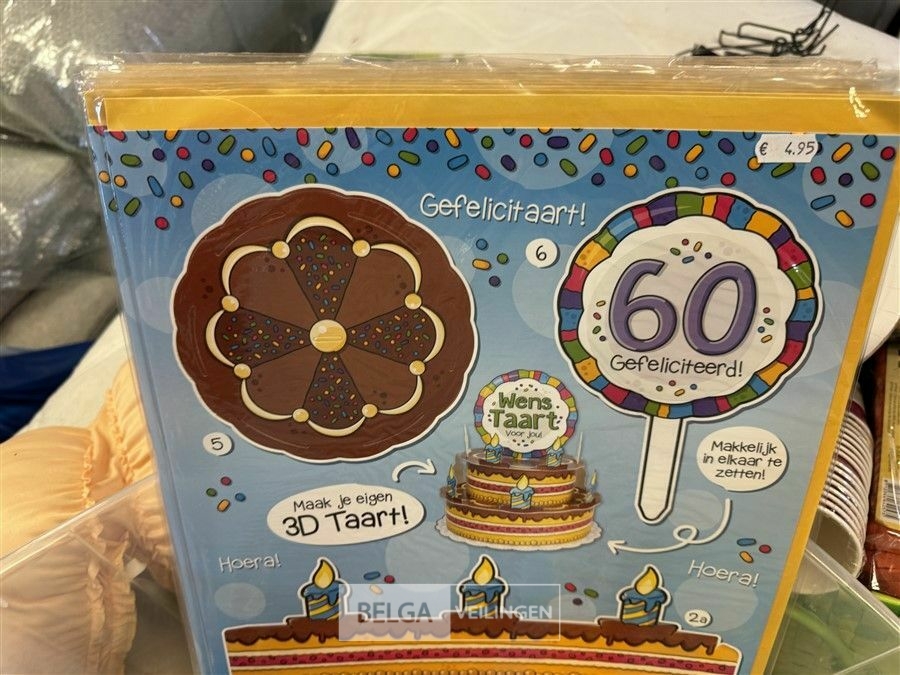 € 4.95
Gefelicitaart!
6
60
Gefeliciteerd!
Wens
Taart
voor jou!
5
Makkelijk
in elkaar te
zetten!
Maak je eigen
3D Taart!
Hoera!
Hoera!
2a
BELGA VEILINGEN